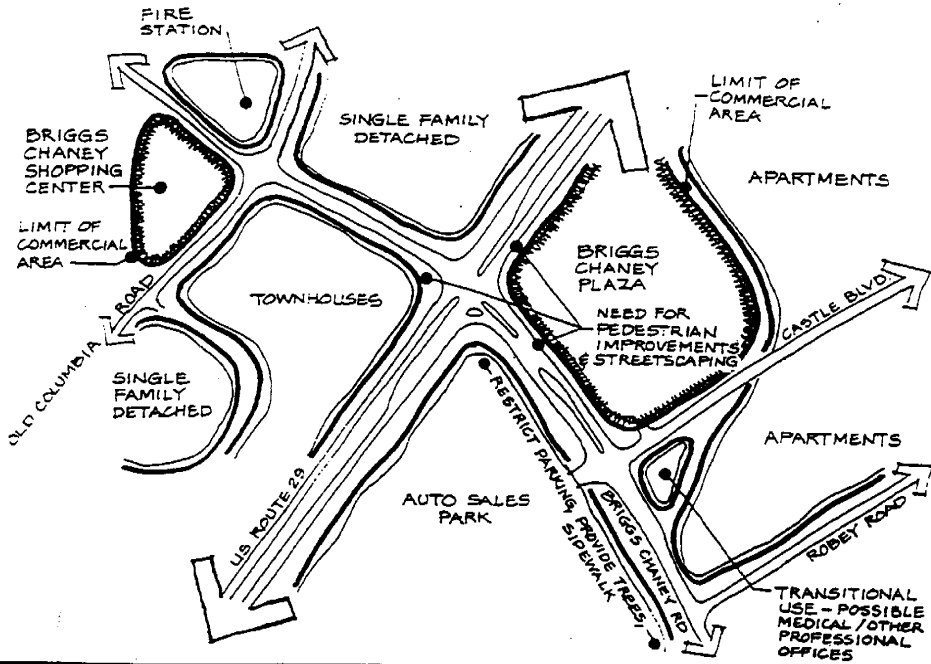 FIRE
STATION
BRIGGS
CHANEY
SHOPPING
CENTER
LIMIT OF
COMMERCIAL
AREA
SINGLE FAMILY
DETACHED
LIMIT OF
COMMERCIAL
AREA
APARTMENTS
BRIGGS
CHANEY
PLAZA
TOWNHOUSES
NEED FOR
PEDESTRIAN
IMPROVEMENTS
& STREETSCAPING
CASTLE BLVD.
OLD COLUMBIA ROAD
SINGLE
FAMILY
DETACHED
US ROUTE 29
AUTO SALES
PARK
RESTRICT PARKING, PROVIDE TREES,
SIDEWALK
BRIGGS CHANEY RD
APARTMENTS
ROBEY ROAD
TRANSITIONAL
USE - POSSIBLE
MEDICAL / OTHER
PROFESSIONAL
OFFICES